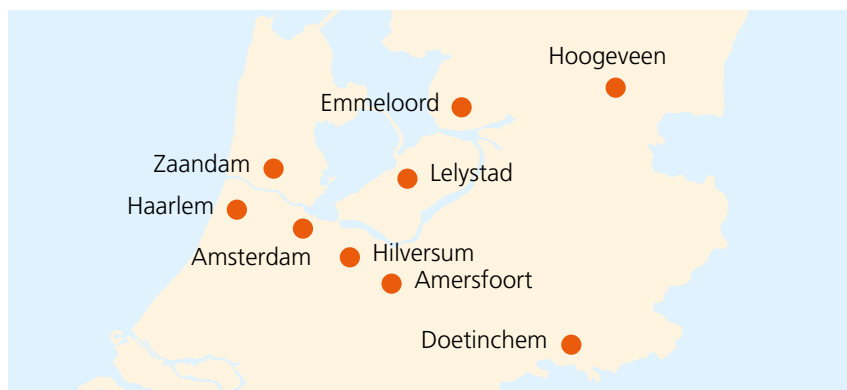 Hoogeveen
Emmeloord
Zaandam
Lelystad
Haarlem
Amsterdam
Hilversum
Amersfoort
Doetinchem